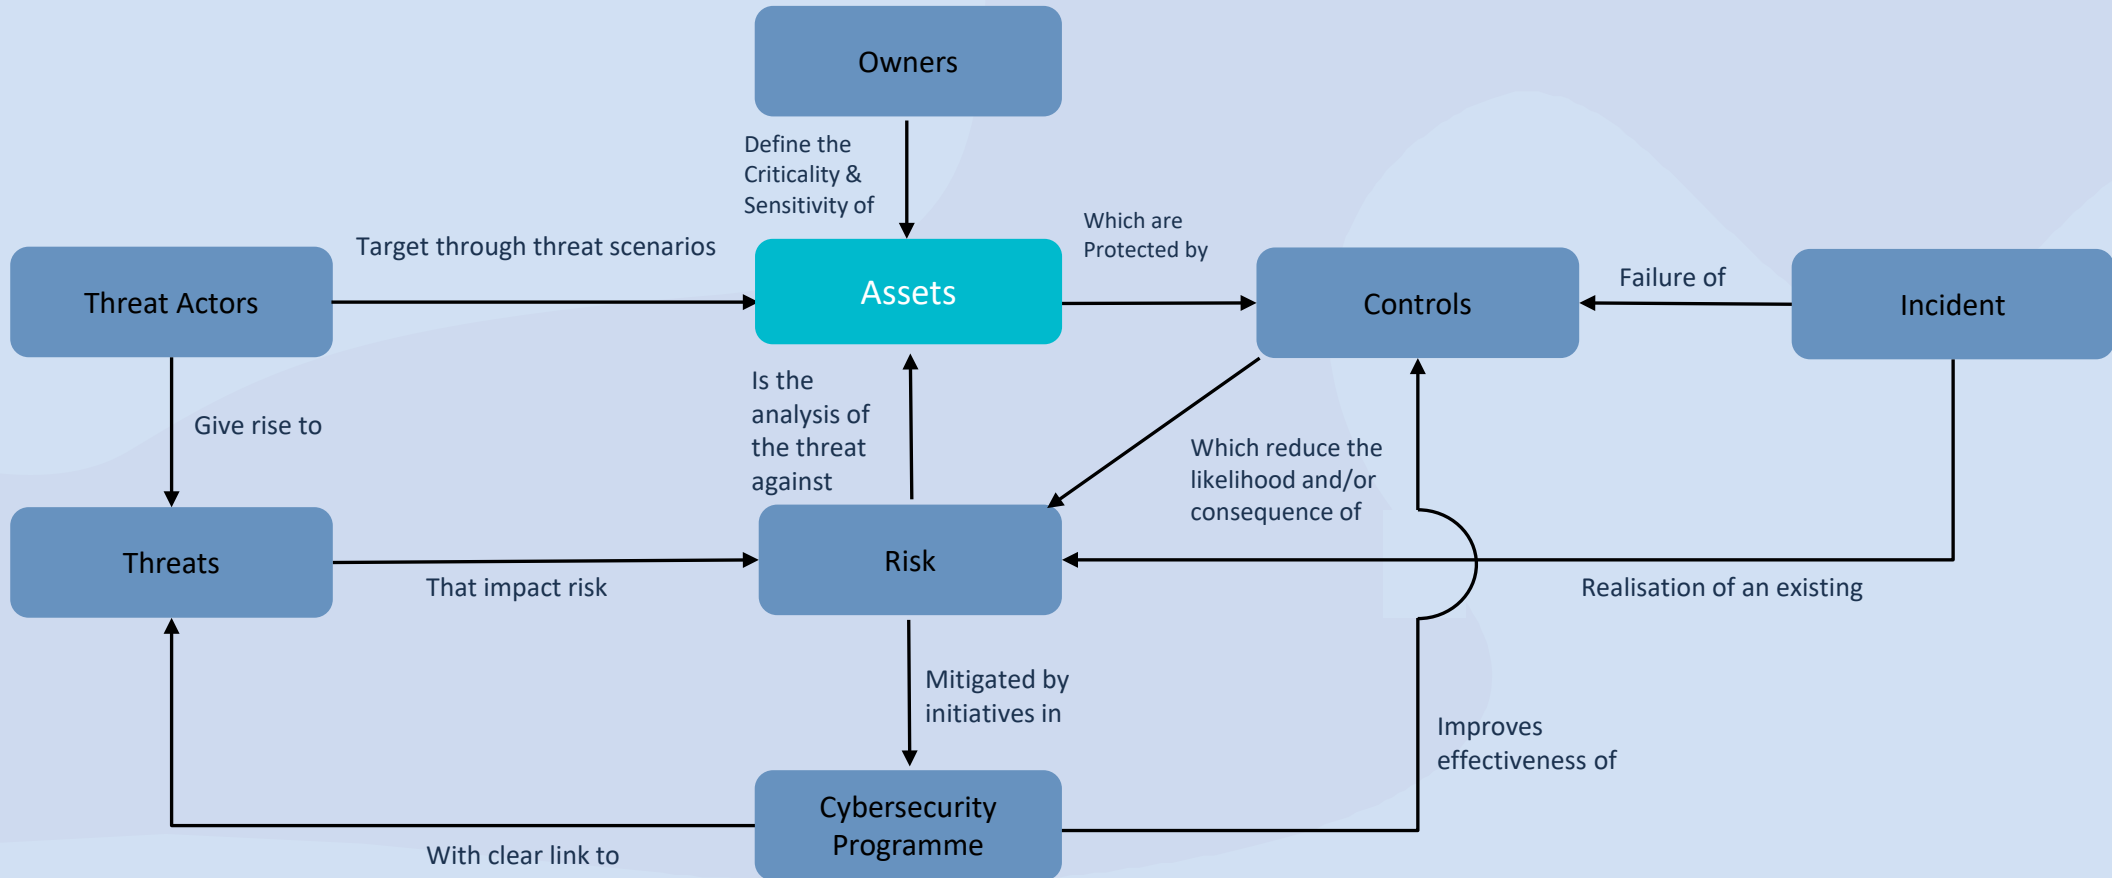 Owners
Define the
Criticality &
Sensitivity of
Which are
Protected by
Target through threat scenarios
Threat Actors
Assets
Controls
Failure of
Incident
Give rise to
Is the
analysis of
the threat
against
Which reduce the
likelihood and/or
consequence of
Threats
That impact risk
Risk
Realisation of an existing
Mitigated by
initiatives in
Improves
effectiveness of
Cybersecurity
Programme
With clear link to